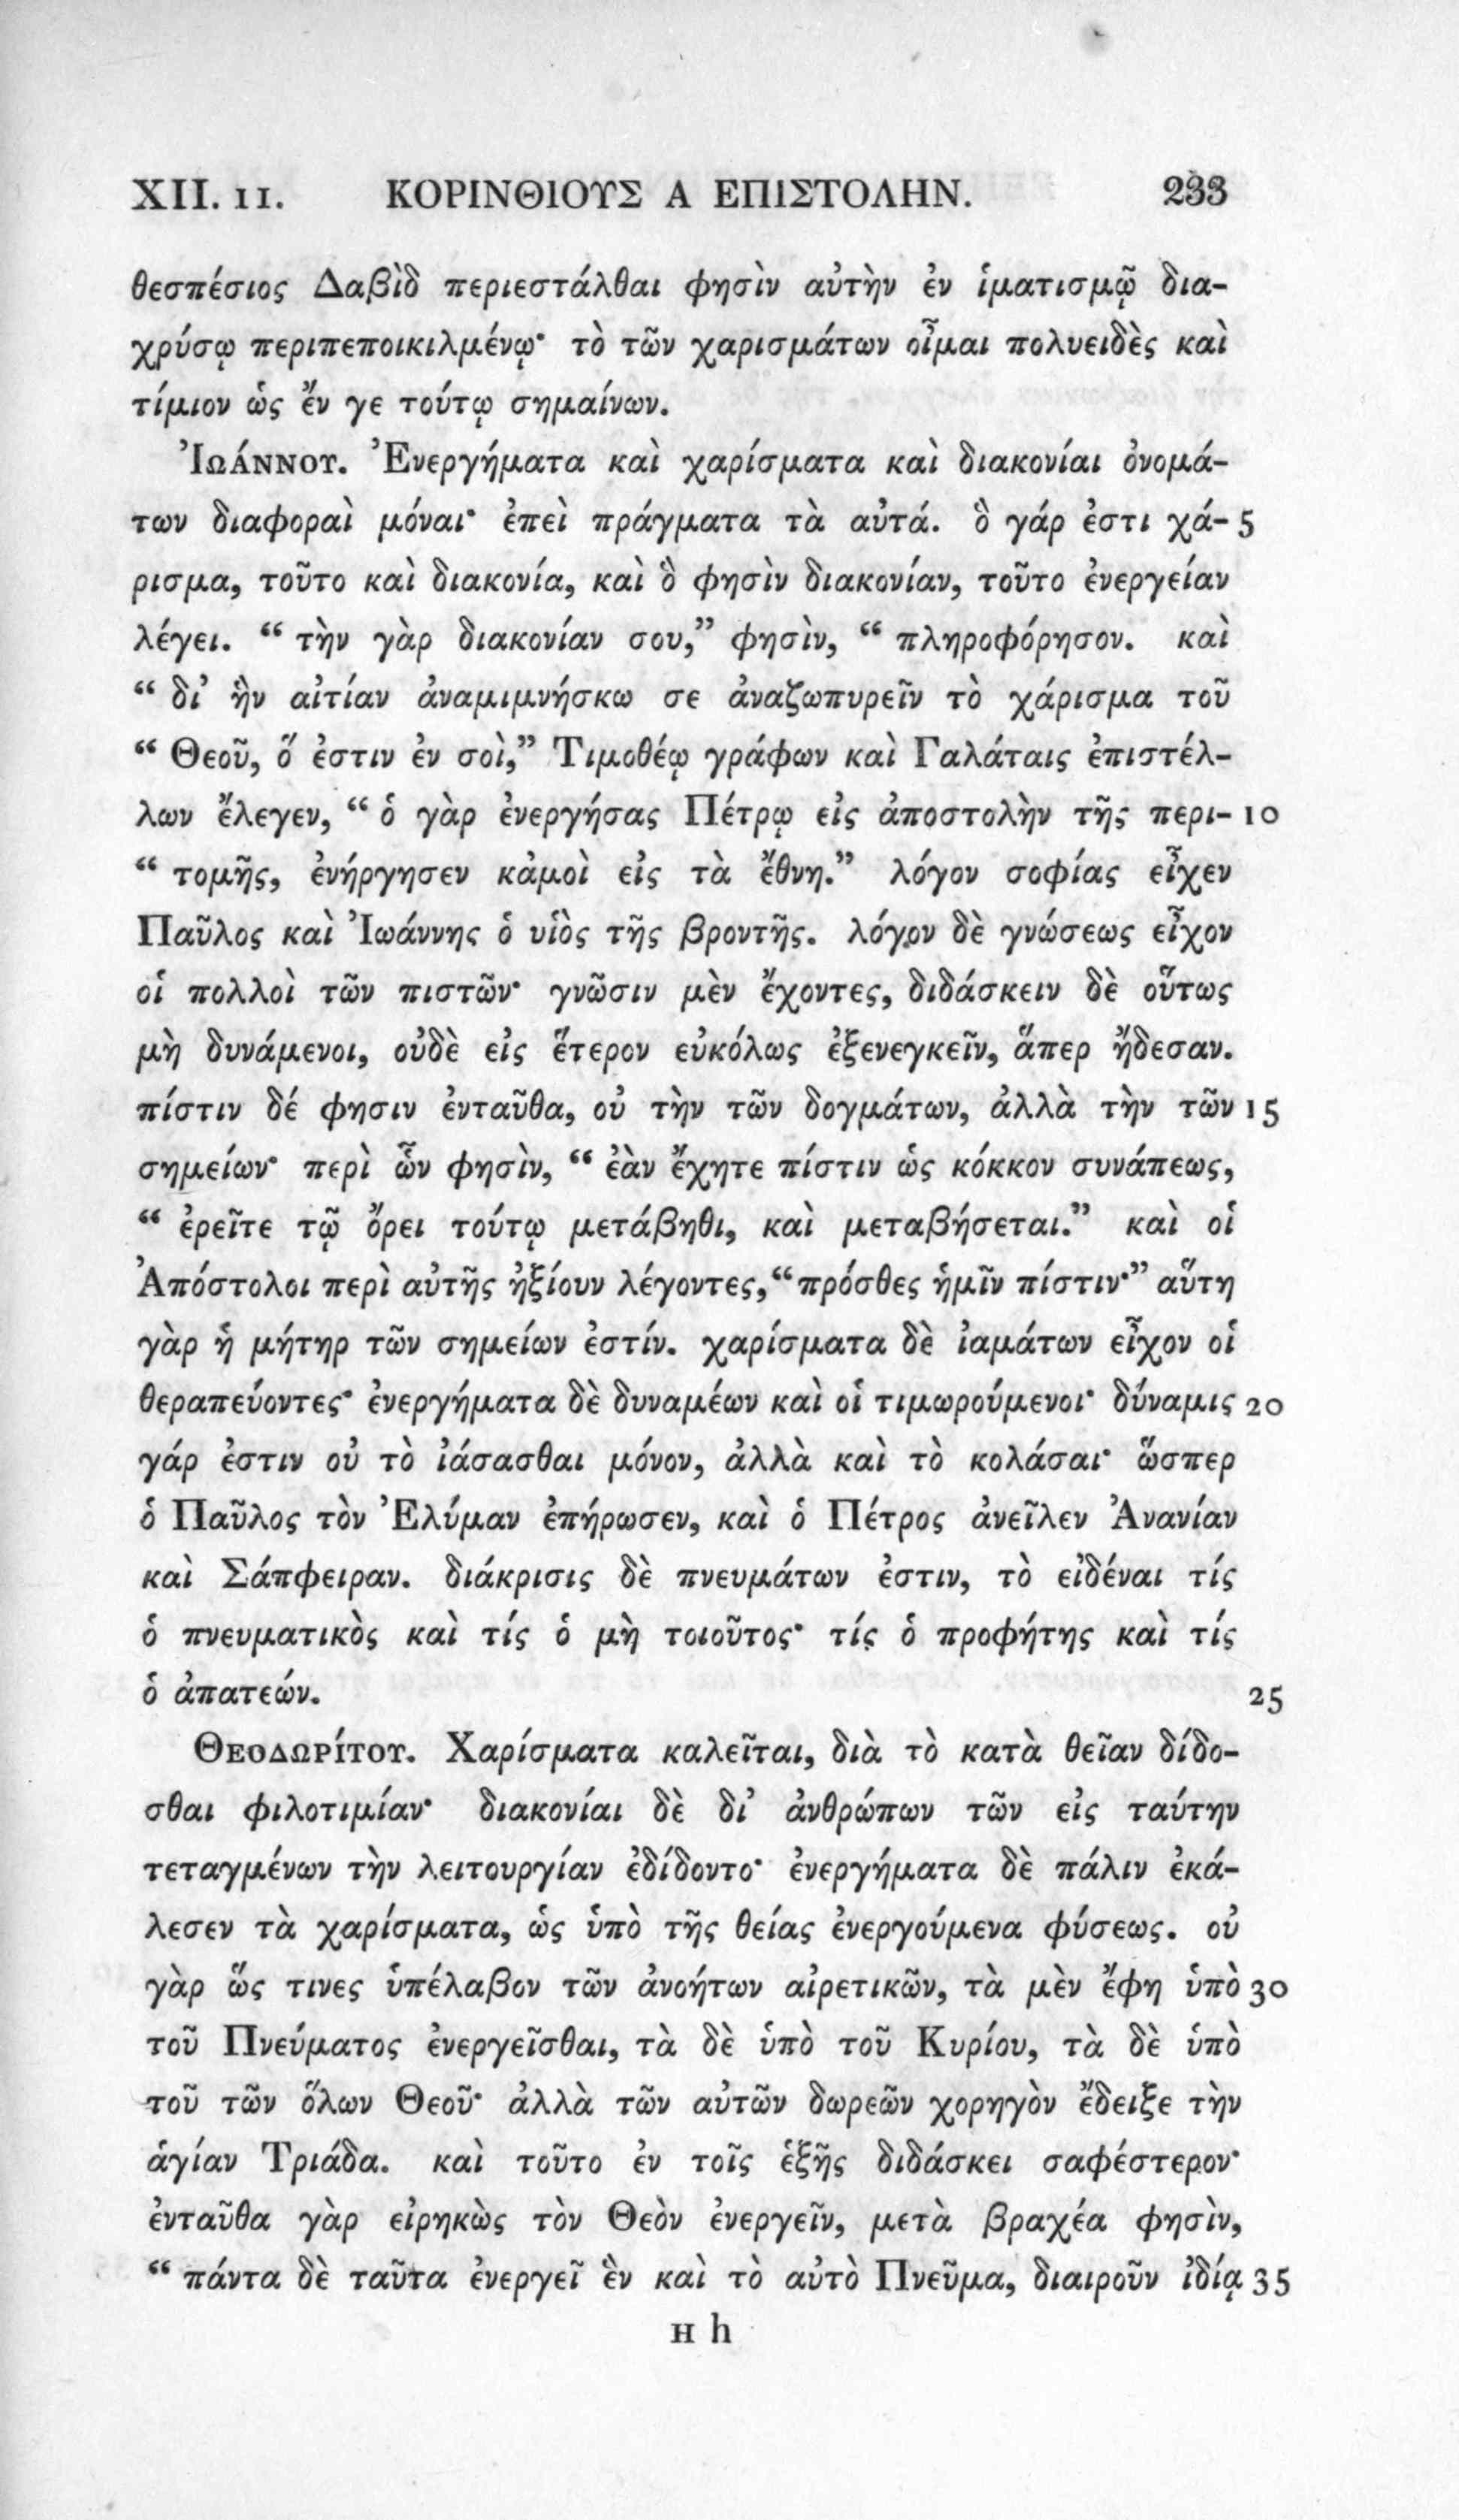 XII. 11. ΚΟΡΙΝΘΙΟΥΣ Α ΕΠΙΣΤΟΛΗΝ. 233
θεσπέσιος Δαβὶδ περιεστάλθαι φησὶν αὐτὴν ἐν ἱματισμῷ δια-
χρύσῳ περιπεποικιλμένῳ· τὸ τῶν χαρισμάτων οἶμαι πολυειδὲς καὶ
τίμιον ὡς ἔν γε τούτῳ σημαίνων.
Ἰωάννου. Ἐνεργήματα καὶ χαρίσματα καὶ διακονίαι ὀνομά-
των διαφοραὶ μόναι· ἐπεὶ πράγματα τὰ αὐτά. ὃ γάρ ἐστι χά- 5
ρισμα, τοῦτο καὶ διακονία, καὶ ὃ φησὶν διακονίαν, τοῦτο ἐνεργείαν
λέγει. “ τὴν γὰρ διακονίαν σου,” φησὶν, “ πληροφόρησον. καὶ
“ δι’ ἣν αἰτίαν ἀναμιμνήσκω σε ἀναζωπυρεῖν τὸ χάρισμα τοῦ
“ Θεοῦ, ὅ ἐστιν ἐν σοὶ,” Τιμοθέῳ γράφων καὶ Γαλάταις ἐπιστέλ-
λων ἔλεγεν, “ ὁ γὰρ ἐνεργήσας Πέτρῳ εἰς ἀποστολὴν τῆς περι- 10
“ τομῆς, ἐνήργησεν κἀμοὶ εἰς τὰ ἔθνη.” λόγον σοφίας εἶχεν
Παῦλος καὶ Ἰωάννης ὁ υἱὸς τῆς βροντῆς. λόγον δὲ γνώσεως εἶχον
οἱ πολλοὶ τῶν πιστῶν· γνῶσιν μὲν ἔχοντες, διδάσκειν δὲ οὕτως
μὴ δυνάμενοι, οὐδὲ εἰς ἕτερον εὐκόλως ἐξενεγκεῖν, ἅπερ ᾔδεσαν.
πίστιν δέ φησιν ἐνταῦθα, οὐ τὴν τῶν δογμάτων, ἀλλὰ τὴν τῶν 15
σημείων· περὶ ὧν φησὶν, “ ἐὰν ἔχητε πίστιν ὡς κόκκον συνάπεως,
“ ἐρεῖτε τῷ ὄρει τούτῳ μετάβηθι, καὶ μεταβήσεται.” καὶ οἱ
Ἀπόστολοι περὶ αὐτῆς ἠξίουν λέγοντες, “ πρόσθες ἡμῖν πίστιν·” αὕτη
γὰρ ἡ μήτηρ τῶν σημείων ἐστίν. χαρίσματα δὲ ἰαμάτων εἶχον οἱ
θεραπεύοντες· ἐνεργήματα δὲ δυναμέων καὶ οἱ τιμωρούμενοι· δύναμις 20
γάρ ἐστιν οὐ τὸ ἰάσασθαι μόνον, ἀλλὰ καὶ τὸ κολάσαι· ὥσπερ
ὁ Παῦλος τὸν Ἐλύμαν ἐπήρωσεν, καὶ ὁ Πέτρος ἀνεῖλεν Ἀνανίαν
καὶ Σάπφειραν. διάκρισις δὲ πνευμάτων ἐστιν, τὸ εἰδέναι τίς
ὁ πνευματικὸς καὶ τίς ὁ μὴ τοιοῦτος· τίς ὁ προφήτης καὶ τίς
ὁ ἀπατεών. 25
Θεοδωρίτου. Χαρίσματα καλεῖται, διὰ τὸ κατὰ θεῖαν δίδο-
σθαι φιλοτιμίαν· διακονίαι δὲ δι’ ἀνθρώπων τῶν εἰς ταύτην
τεταγμένων τὴν λειτουργίαν ἐδίδοντο· ἐνεργήματα δὲ πάλιν ἐκά-
λεσεν τὰ χαρίσματα, ὡς ὑπὸ τῆς θείας ἐνεργούμενα φύσεως. οὐ
γὰρ ὥς τινες ὑπέλαβον τῶν ἀνοήτων αἱρετικῶν, τὰ μὲν ἔφη ὑπὸ 30
τοῦ Πνεύματος ἐνεργεῖσθαι, τὰ δὲ ὑπὸ τοῦ Κυρίου, τὰ δὲ ὑπὸ
τοῦ τῶν ὅλων Θεοῦ· ἀλλὰ τῶν αὐτῶν δωρεῶν χορηγὸν ἔδειξε τὴν
ἁγίαν Τριάδα. καὶ τοῦτο ἐν τοῖς ἑξῆς διδάσκει σαφέστερον·
ἐνταῦθα γὰρ εἰρηκὼς τὸν Θεὸν ἐνεργεῖν, μετὰ βραχέα φησὶν,
“ πάντα δὲ ταῦτα ἐνεργεῖ ἓν καὶ τὸ αὐτὸ Πνεῦμα, διαιροῦν ἰδίᾳ 35
H h